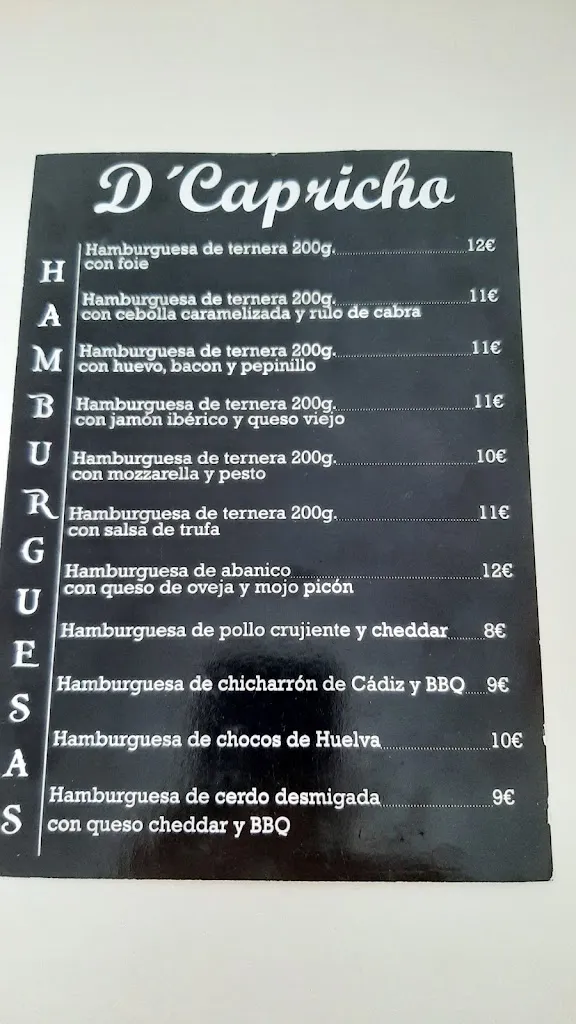 D´Capricho
HAMBURGUESAS
Hamburguesa de ternera 200g. 12€
con foie
Hamburguesa de ternera 200g. 11€
con cebolla caramelizada y rulo de cabra
Hamburguesa de ternera 200g. 11€
con huevo, bacon y pepinillo
Hamburguesa de ternera 200g. 11€
con jamón ibérico y queso viejo
Hamburguesa de ternera 200g. 10€
con mozzarella y pesto
Hamburguesa de ternera 200g. 11€
con salsa de trufa
Hamburguesa de abanico 12€
con queso de oveja y mojo picón
Hamburguesa de pollo crujiente y cheddar 8€
Hamburguesa de chicharrón de Cádiz y BBQ 9€
Hamburguesa de chocos de Huelva 10€
Hamburguesa de cerdo desmigada 9€
con queso cheddar y BBQ